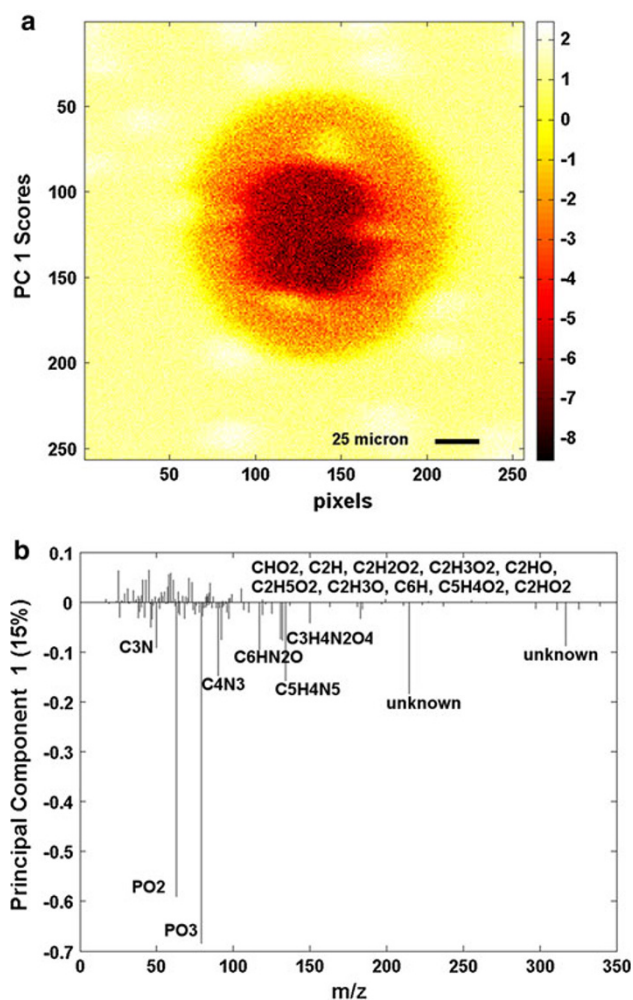 a
PC 1 Scores
50
100
150
200
250
50
100
150
200
250
pixels
25 micron
2
1
0
-1
-2
-3
-4
-5
-6
-7
-8
b
Principal Component 1 (15%)
0.1
0
-0.1
-0.2
-0.3
-0.4
-0.5
-0.6
-0.7
CHO2, C2H, C2H2O2, C2H3O2, C2HO,
C2H5O2, C2H3O, C6H, C5H4O2, C2HO2
C3N
C3H4N2O4
C6HN2O
C4N3
C5H4N5
unknown
unknown
PO2
PO3
0
50
100
150
200
250
300
350
m/z